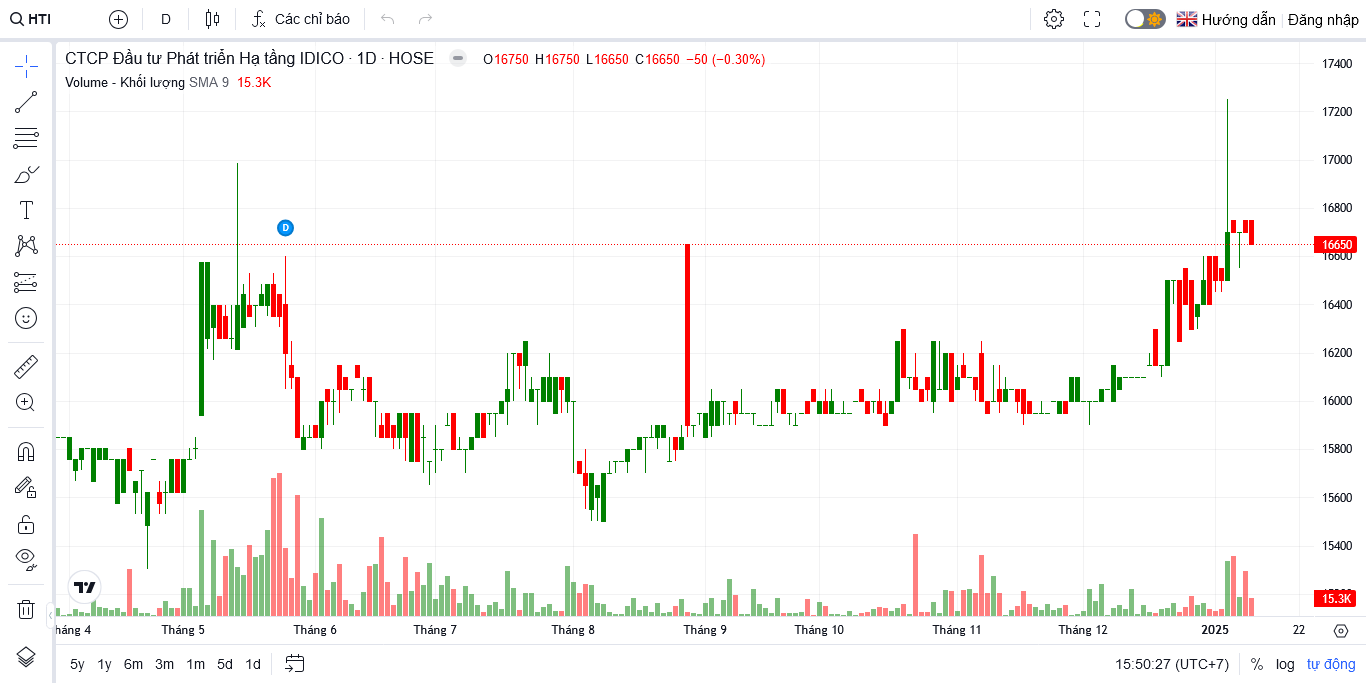 HTI
D
Các chỉ báo
Hướng dẫn
Đăng nhập
CTCP Đầu tư Phát triển Hạ tầng IDICO · 1D · HOSE
O16750 H16750 L16650 C16650 −50 (−0.30%)
Volume - Khối lượng SMA 9 15.3K
D
17400
17200
17000
16800
16650
16600
16400
16200
16000
15800
15600
15400
15.3K
háng 4
Tháng 5
Tháng 6
Tháng 7
Tháng 8
Tháng 9
Tháng 10
Tháng 11
Tháng 12
2025
22
5y 1y 6m 3m 1m 5d 1d
15:50:27 (UTC+7)
% log tự động